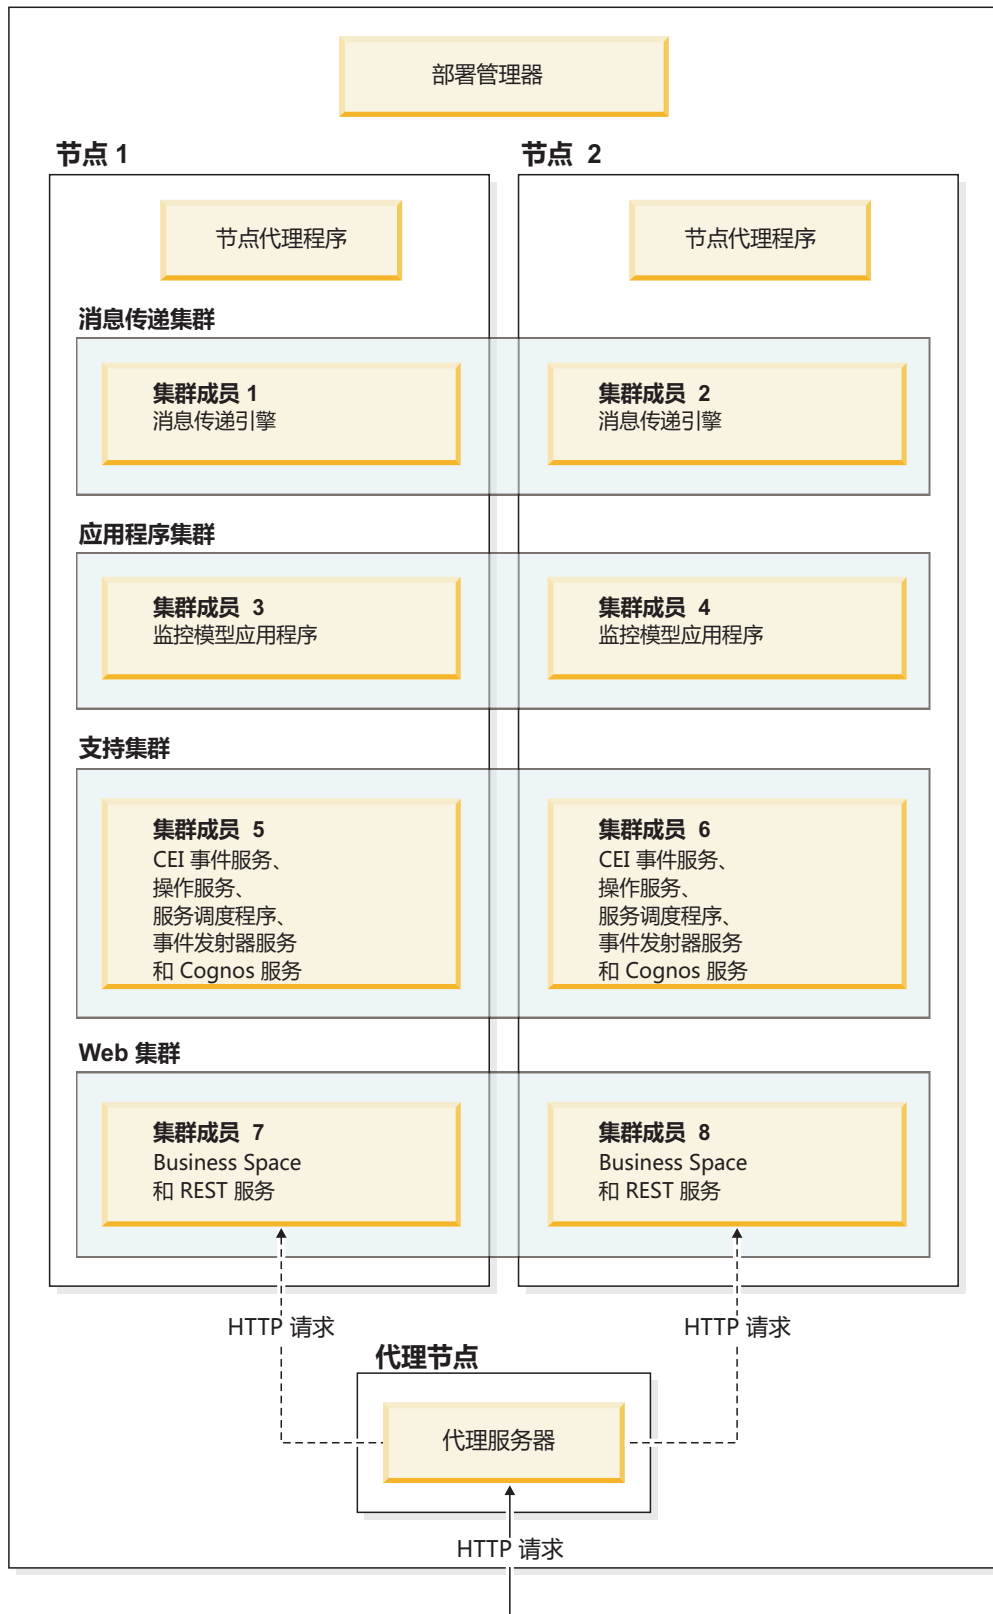 部署管理器
节点 1
节点 2
节点代理程序
节点代理程序
消息传递集群
集群成员 1
消息传递引擎
集群成员 2
消息传递引擎
应用程序集群
集群成员 3
监控模型应用程序
集群成员 4
监控模型应用程序
支持集群
集群成员 5
CEI 事件服务、
操作服务、
服务调度程序、
事件发射器服务
和 Cognos 服务
集群成员 6
CEI 事件服务、
操作服务、
服务调度程序、
事件发射器服务
和 Cognos 服务
Web 集群
集群成员 7
Business Space
和 REST 服务
集群成员 8
Business Space
和 REST 服务
HTTP 请求
HTTP 请求
代理节点
代理服务器
HTTP 请求